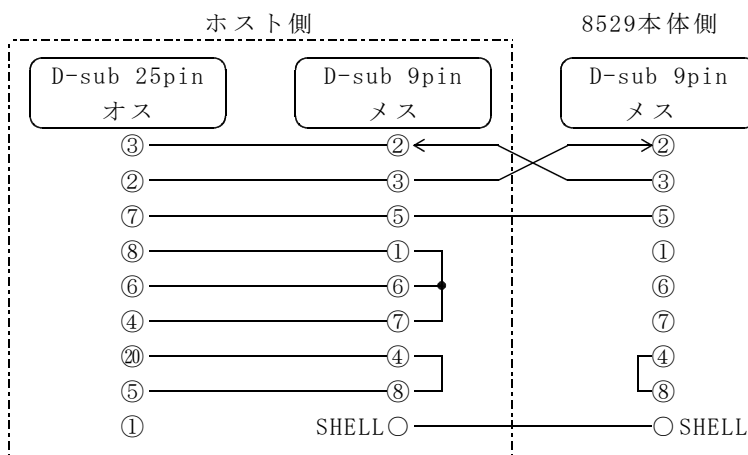 ホスト側 8529本体側
D-sub 25pin D-sub 9pin D-sub 9pin
オス メス メス
③ ② ②
② ③ ③
⑦ ⑤ ⑤
⑧ ① ①
⑥ ⑥ ⑥
④ ⑦ ⑦
⑳ ④ ④
⑤ ⑧ ⑧
① SHELL SHELL